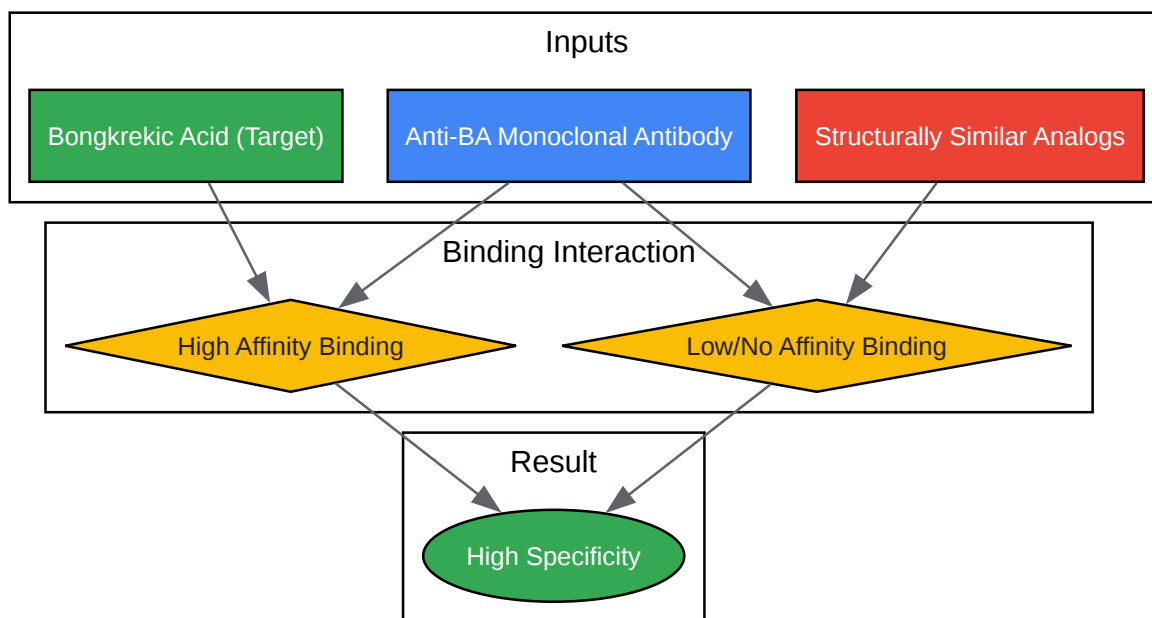 Inputs
Bongkrekic Acid (Target)
Anti-BA Monoclonal Antibody
Structurally Similar Analogs
Binding Interaction
High Affinity Binding
Low/No Affinity Binding
Result
High Specificity